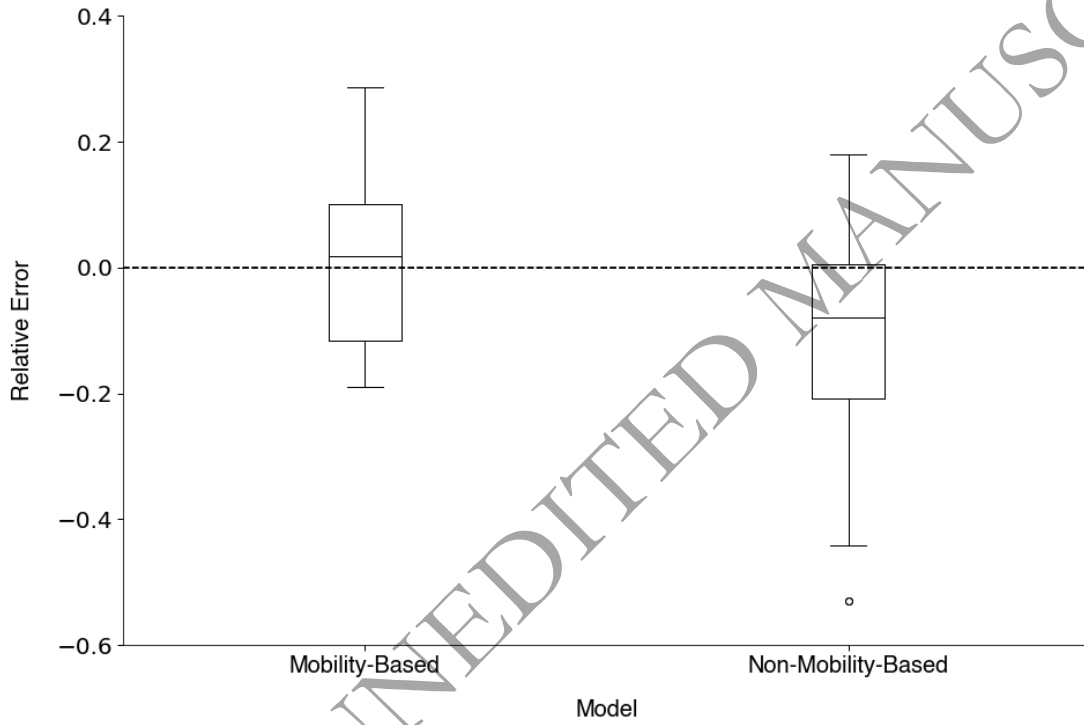 0.4
0.2
0.0
−0.2
−0.4
−0.6
Relative Error
Mobility-Based
Non-Mobility-Based
Model
NEDITED MANUSC